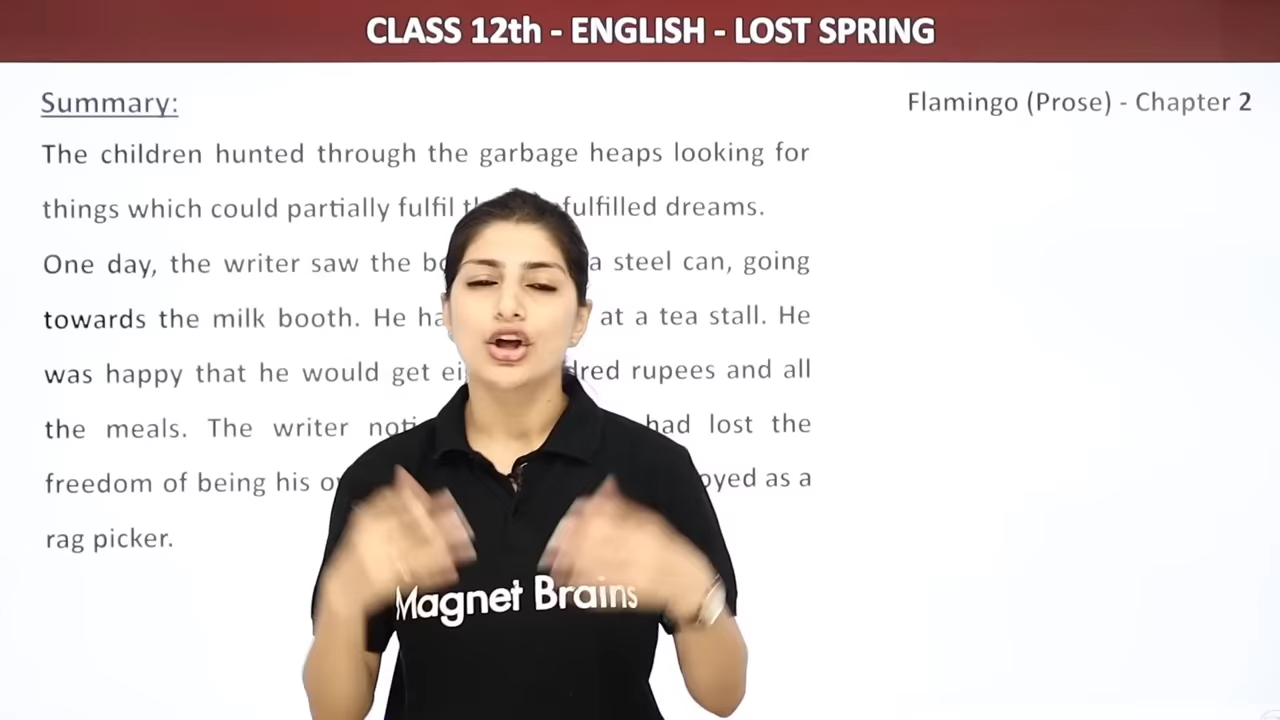 CLASS 12th - ENGLISH - LOST SPRING
Summary:
Flamingo (Prose) - Chapter 2
The children hunted through the garbage heaps looking for
things which could partially fulfil fulfilled dreams.
One day, the writer saw the a steel can, going
towards the milk booth. He at a tea stall. He
was happy that he would get rupees and all
the meals. The writer had lost the
freedom of being his as a
rag picker.
Magnet Brains